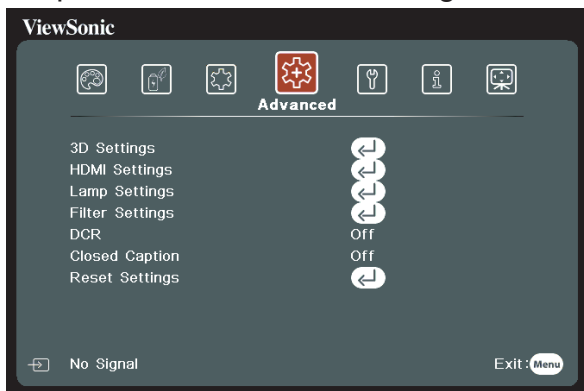 ViewSonic
Advanced
3D Settings
HDMI Settings
Lamp Settings
Filter Settings
DCR Off
Closed Caption Off
Reset Settings
No Signal Exit: Menu